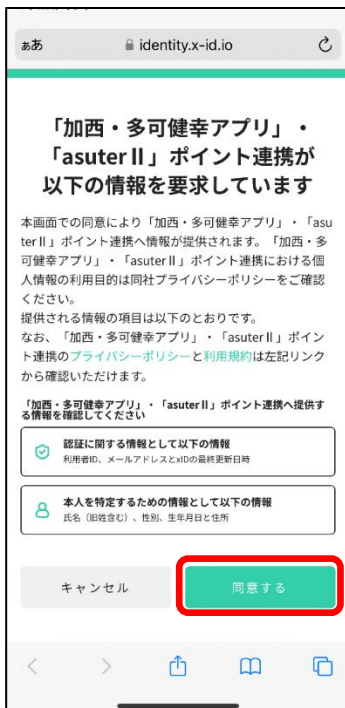 ぁあ
identity.x-id.io
「加西・多可健幸アプリ」・
「asuterⅡ」ポイント連携が
以下の情報を要求しています
本画面での同意により「加西・多可健幸アプリ」・「asu
terⅡ」ポイント連携へ情報が提供されます。「加西・多
可健幸アプリ」・「asuterⅡ」ポイント連携における個
人情報の利用目的は同社プライバシーポリシーをご確認
ください。
提供される情報の項目は以下のとおりです。
なお、「加西・多可健幸アプリ」・「asuterⅡ」ポイン
ト連携のプライバシーポリシーと利用規約は左記リンク
から確認いただけます。
「加西・多可健幸アプリ」・「asuterⅡ」ポイント連携へ提供す
る情報を確認してください
認証に関する情報として以下の情報
利用者ID、メールアドレスとxIDの最終更新日時
本人を特定するための情報として以下の情報
氏名（旧姓含む）、性別、生年月日と住所
キャンセル
同意する